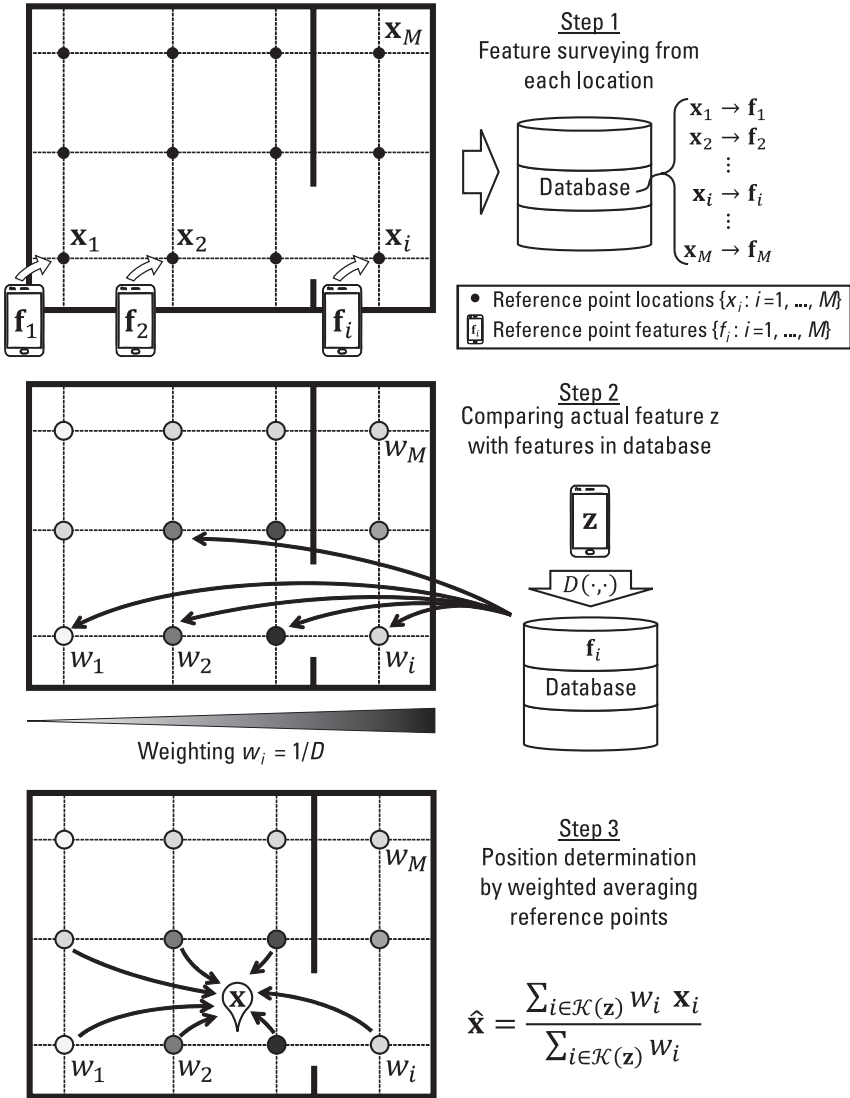 x_M
Step 1
Feature surveying from
each location
x_1 → f_1
x_2 → f_2
⋮
Database
x_i → f_i
⋮
x_M → f_M
x_1 x_2 x_i
f_1 f_2 f_i
Reference point locations {x_i: i=1, ..., M}
f_i Reference point features {f_i: i=1, ..., M}
Step 2
Comparing actual feature z
with features in database
w_M
z
D(·,·)
f_i
Database
w_1 w_2 w_i
Weighting w_i = 1/D
Step 3
Position determination
by weighted averaging
reference points
w_M
x
x̂ = ∑_{i∈𝒦(z)} w_i x_i / ∑_{i∈𝒦(z)} w_i
w_1 w_2 w_i